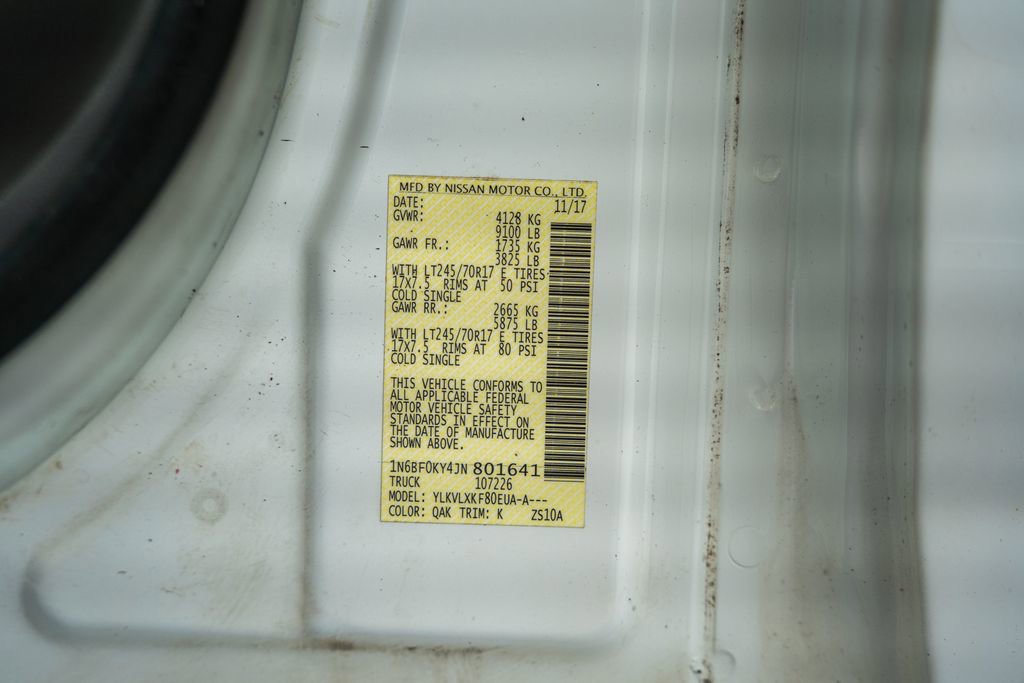 MFD BY NISSAN MOTOR CO., LTD.
DATE: 11/17
GVWR: 4128 KG
9100 LB
GAWR FR.: 1735 KG
3825 LB
WITH LT245/70R17 E TIRES
17X7.5 RIMS AT 50 PSI
COLD SINGLE
GAWR RR.: 2665 KG
5875 LB
WITH LT245/70R17 E TIRES
17X7.5 RIMS AT 80 PSI
COLD SINGLE
THIS VEHICLE CONFORMS TO
ALL APPLICABLE FEDERAL
MOTOR VEHICLE SAFETY
STANDARDS IN EFFECT ON
THE DATE OF MANUFACTURE
SHOWN ABOVE.
1N6BF0KY4JN 801641
TRUCK 107226
MODEL: YLKVLXKF80EUA-A---
COLOR: QAK TRIM: K ZS10A